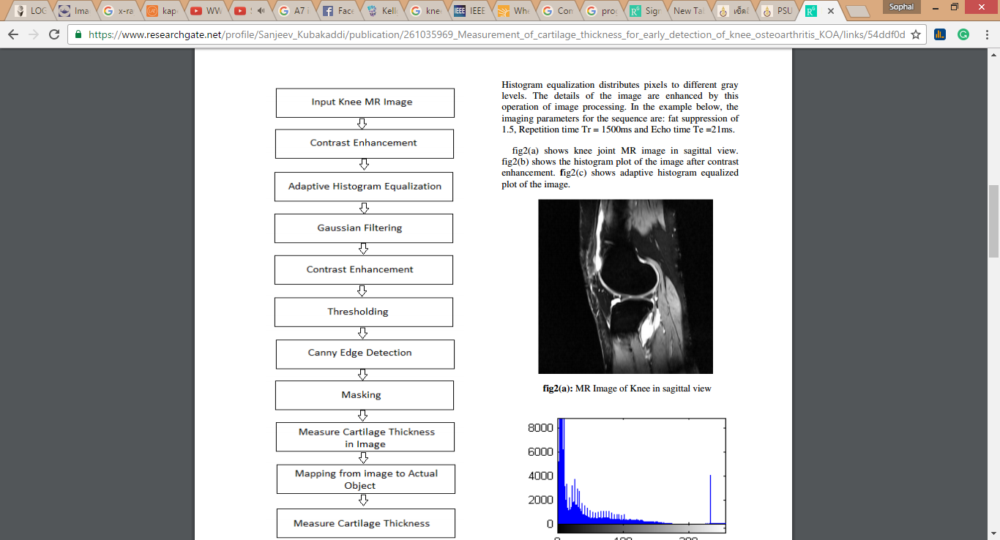 LOG
Ima
x-ra
kap
WW
A7 i
Face
Kell
kne
IEEE IEEE
Whe
Con
pro
Sigr
New Ta
PSU
Sophal
https://www.researchgate.net/profile/Sanjeev_Kubakaddi/publication/261035969_Measurement_of_cartilage_thickness_for_early_detection_of_knee_osteoarthritis_KOA/links/54ddf0d
Input Knee MR Image
Contrast Enhancement
Adaptive Histogram Equalization
Gaussian Filtering
Contrast Enhancement
Thresholding
Canny Edge Detection
Masking
Measure Cartilage Thickness
in Image
Mapping from image to Actual
Object
Measure Cartilage Thickness
Histogram equalization distributes pixels to different gray
levels. The details of the image are enhanced by this
operation of image processing. In the example below, the
imaging parameters for the sequence are: fat suppression of
1.5, Repetition time Tr = 1500ms and Echo time Te =21ms.
fig2(a) shows knee joint MR image in sagittal view.
fig2(b) shows the histogram plot of the image after contrast
enhancement. fig2(c) shows adaptive histogram equalized
plot of the image.
fig2(a): MR Image of Knee in sagittal view
8000
6000
4000
2000
0